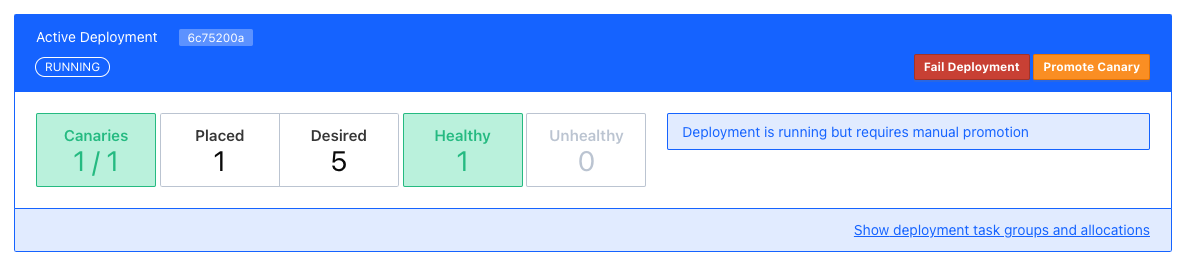 Active Deployment 6c75200a
RUNNING
Fail Deployment Promote Canary
Canaries Placed Desired Healthy Unhealthy
1 / 1 1 5 1 0
Deployment is running but requires manual promotion
Show deployment task groups and allocations